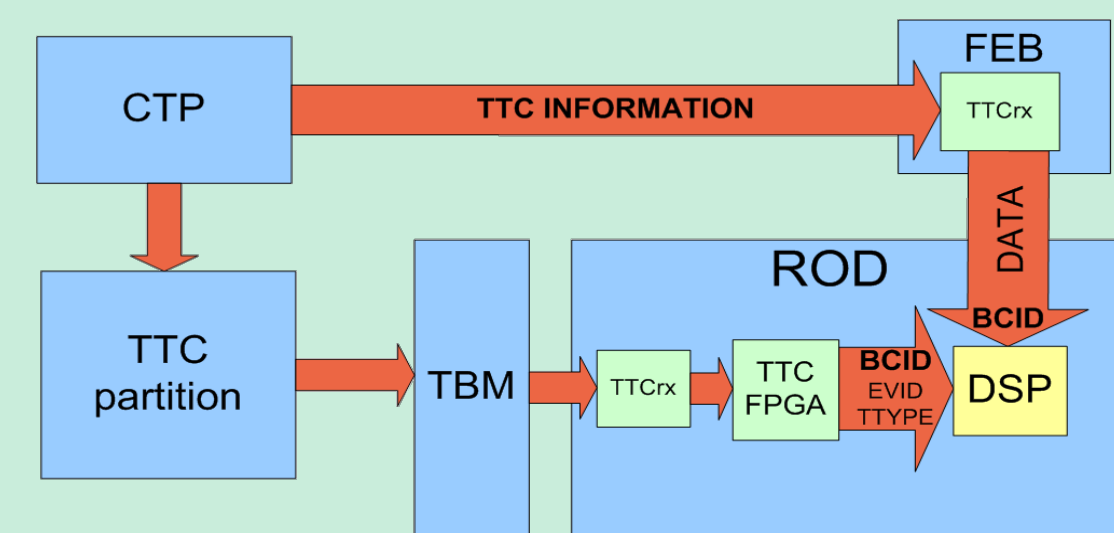 CTP
TTC INFORMATION
FEB
TTCrx
DATA
BCID
TTC
partition
TBM
ROD
TTCrx
TTC
FPGA
BCID
EVID
TTYPE
DSP